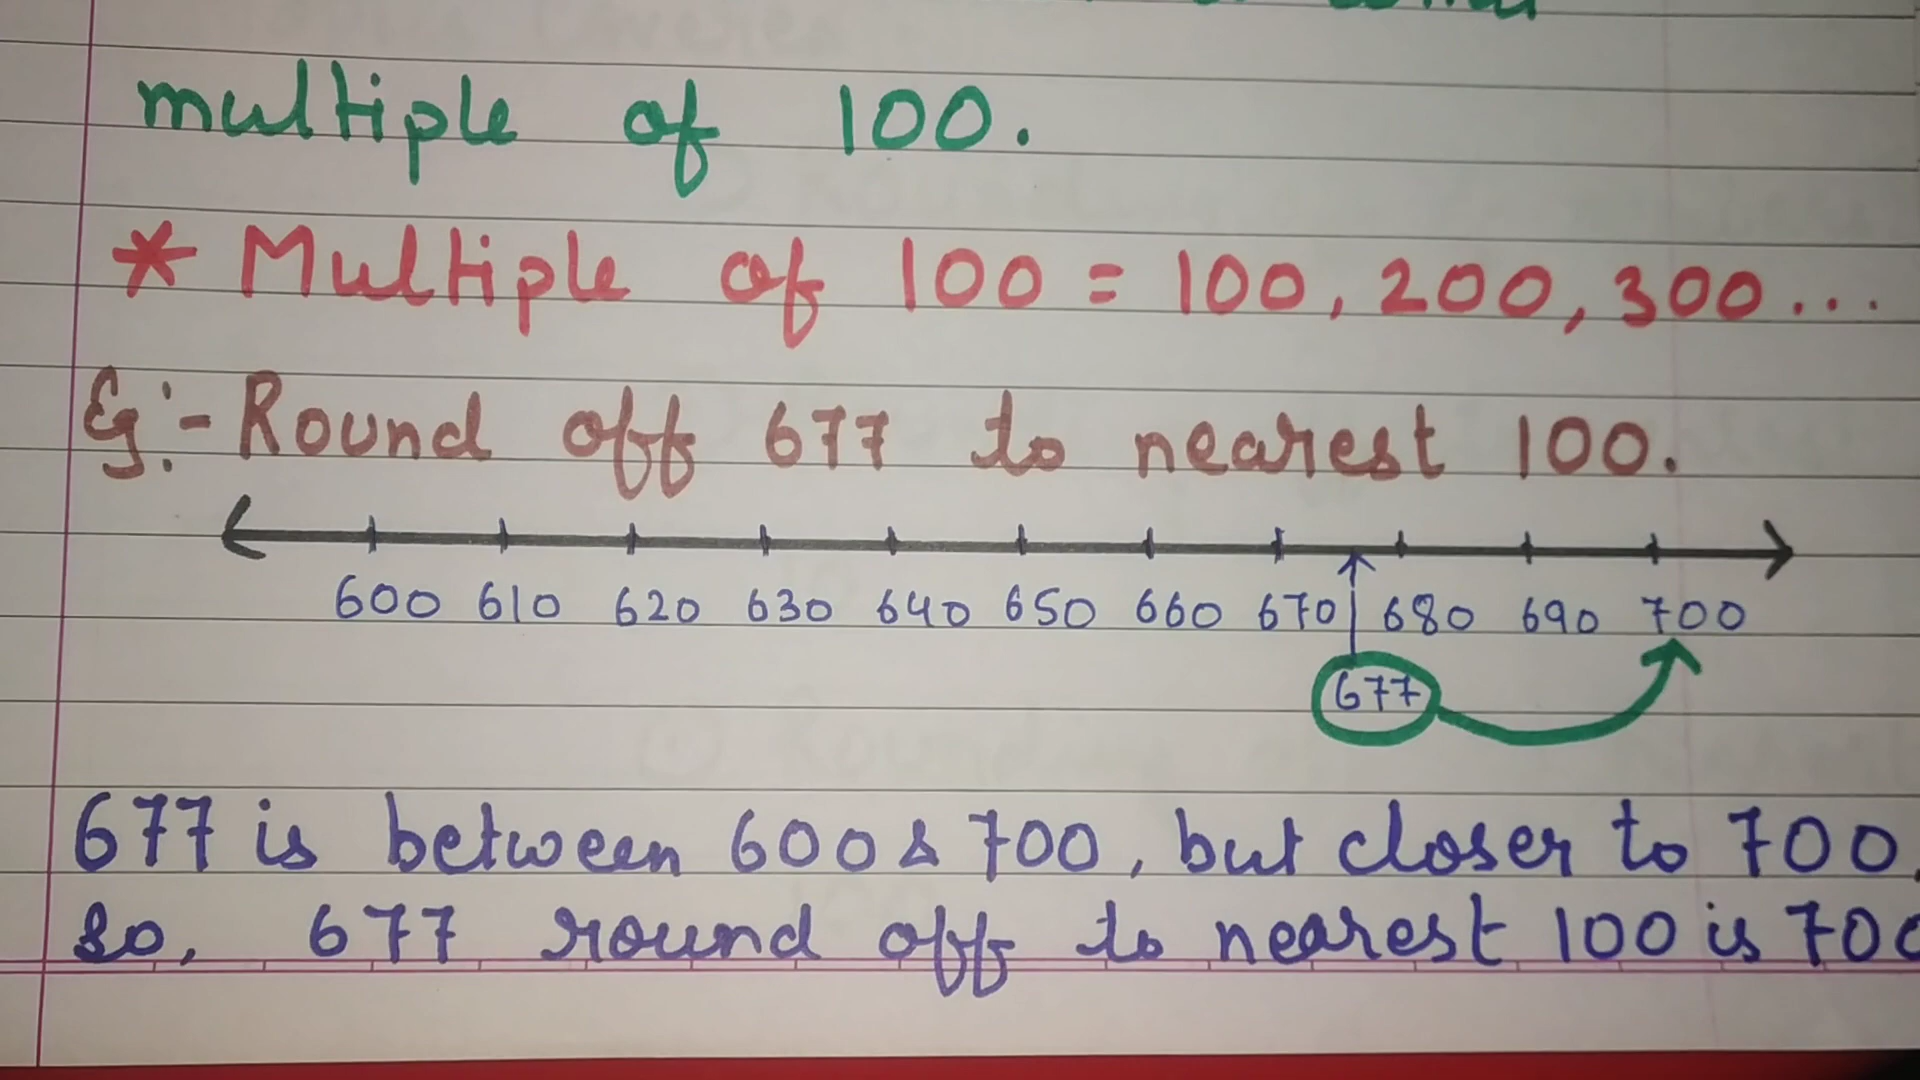 multiple of 100.
* Multiple of 100 = 100, 200, 300...
Eg:- Round off 677 to nearest 100.
600 610 620 630 640 650 660 670 680 690 700
677
677 is between 600 & 700, but closer to 700.
So, 677 round off to nearest 100 is 700